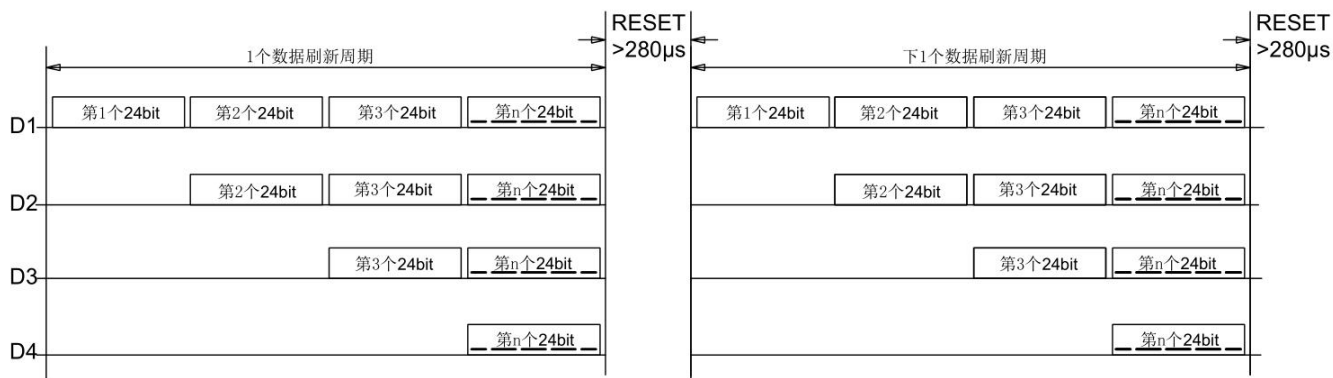 RESET
>280μs
RESET
>280μs
1个数据刷新周期
下1个数据刷新周期
D1
第1个24bit
第2个24bit
第3个24bit
第n个24bit
第1个24bit
第2个24bit
第3个24bit
第n个24bit
D2
第2个24bit
第3个24bit
第n个24bit
第2个24bit
第3个24bit
第n个24bit
D3
第3个24bit
第n个24bit
第3个24bit
第n个24bit
D4
第n个24bit
第n个24bit